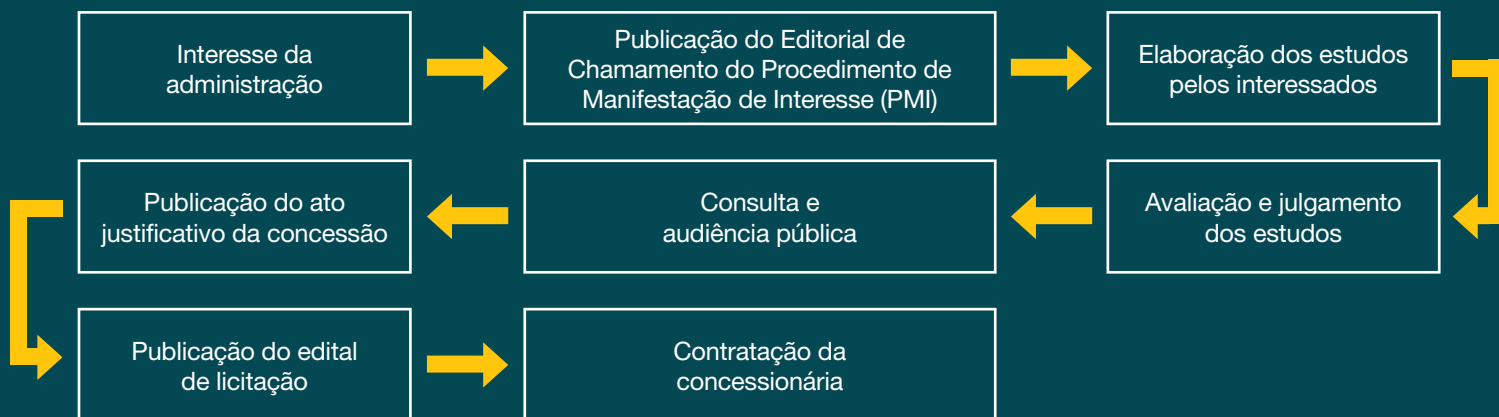 Interesse da
administração
Publicação do Editorial de
Chamamento do Procedimento de
Manifestação de Interesse (PMI)
Elaboração dos estudos
pelos interessados
Avaliação e julgamento
dos estudos
Consulta e
audiência pública
Publicação do ato
justificativo da concessão
Publicação do edital
de licitação
Contratação da
concessionária